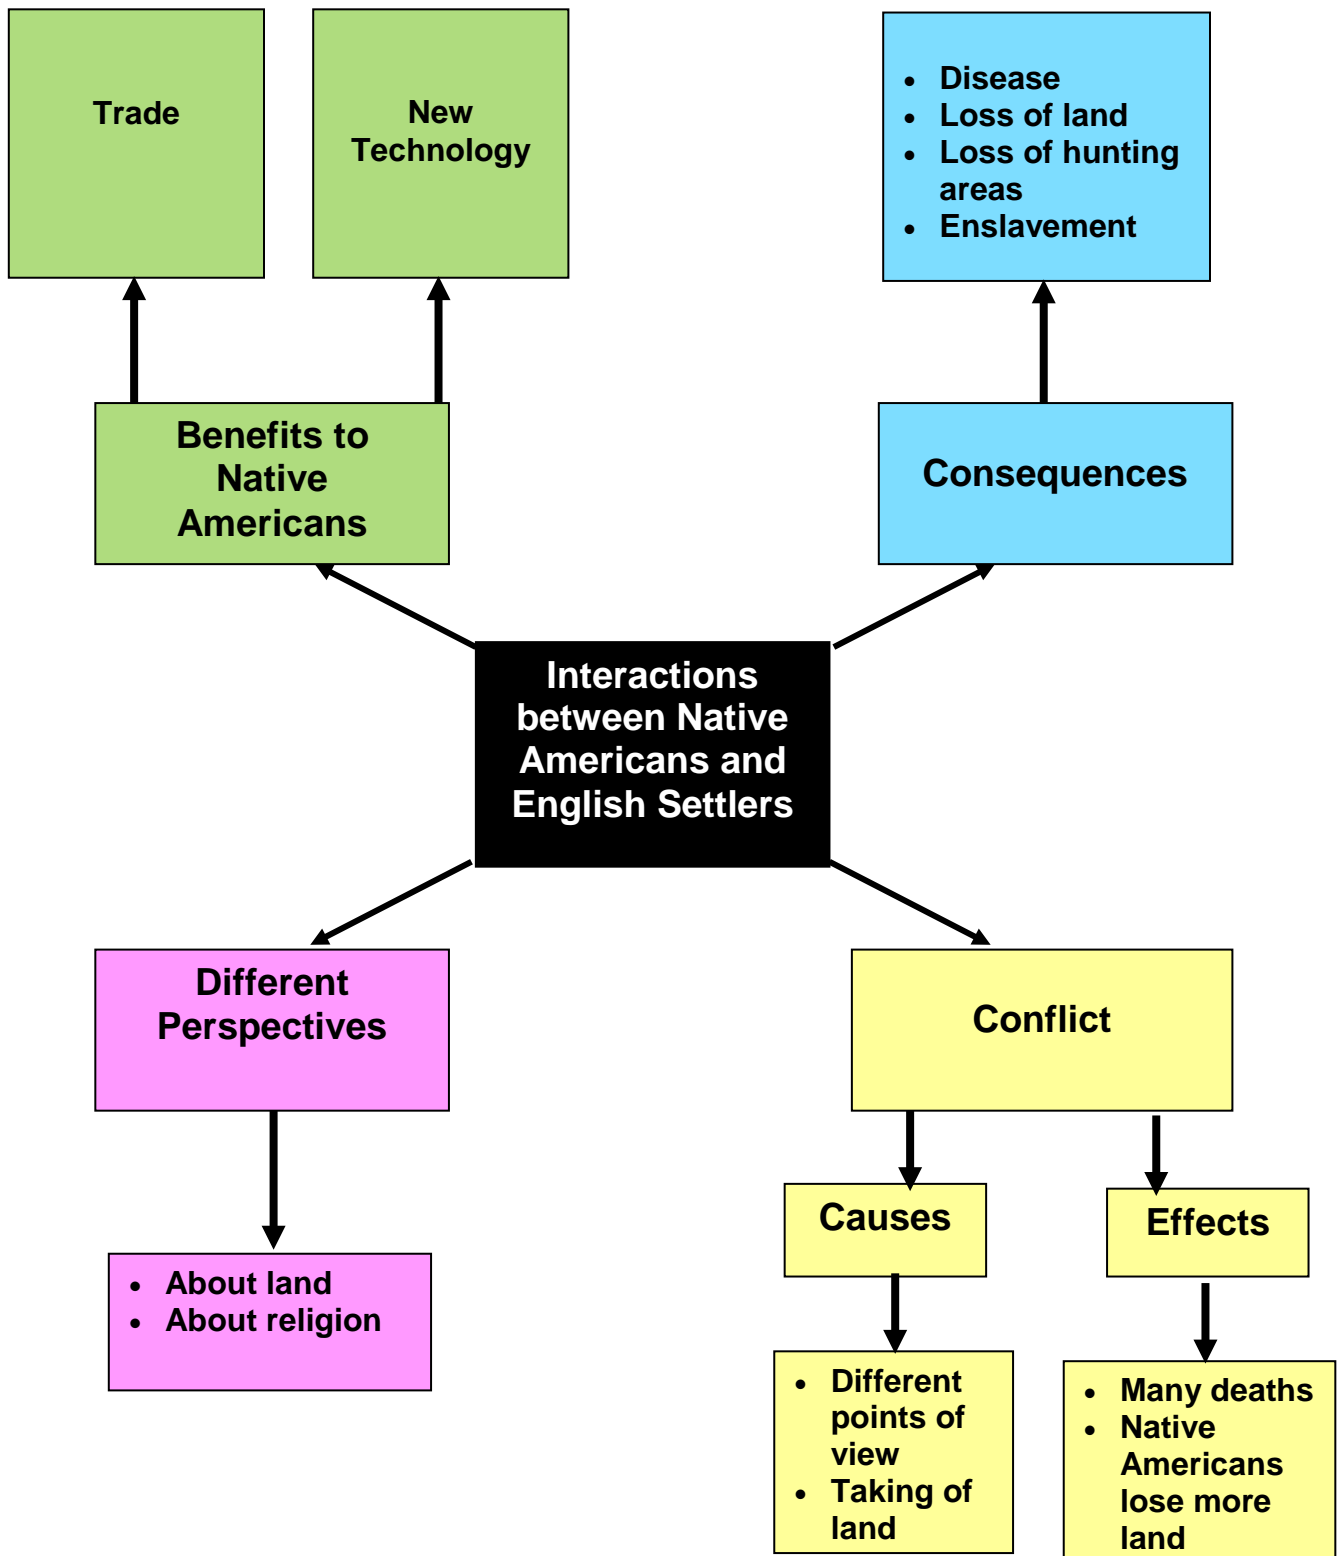 Trade
New
Technology
• Disease
• Loss of land
• Loss of hunting
areas
• Enslavement
Benefits to
Native
Americans
Consequences
Interactions
between Native
Americans and
English Settlers
Different
Perspectives
Conflict
Causes
Effects
• About land
• About religion
• Different
points of
view
• Taking of
land
• Many deaths
• Native
Americans
lose more
land